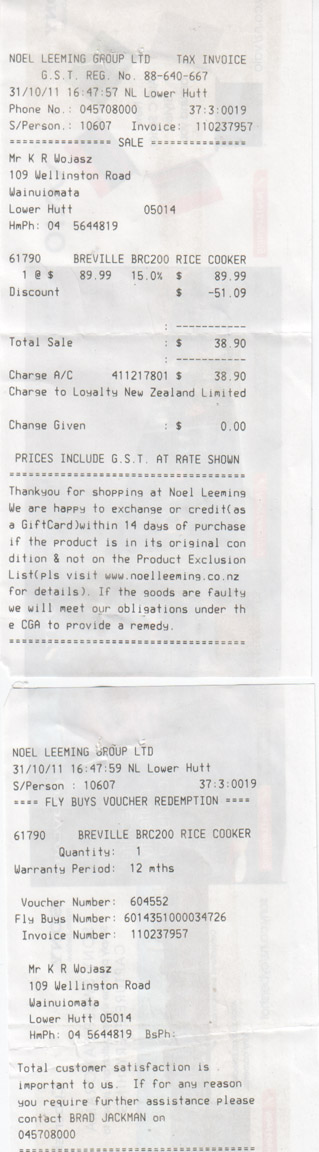 NOEL LEEMING GROUP LTD TAX INVOICE
G.S.T. REG. No. 88-640-667
31/10/11 16:47:57 NL Lower Hutt
Phone No.: 045708000 37:3:0019
S/Person.: 10607 Invoice: 110237957
=============== SALE ===============
Mr K R Wojasz
109 Wellington Road
Wainuiomata
Lower Hutt 05014
HmPh: 04 5644819
61790 BREVILLE BRC200 RICE COOKER
1 @ $ 89.99 15.0% $ 89.99
Discount $ -51.09
: -----------
Total Sale : $ 38.90
: -----------
Charge A/C 411217801 $ 38.90
Charge to Loyalty New Zealand Limited
Change Given : $ 0.00
PRICES INCLUDE G.S.T. AT RATE SHOWN
===================================
Thankyou for shopping at Noel Leeming
We are happy to exchange or credit(as
a GiftCard)within 14 days of purchase
if the product is in its original con
dition & not on the Product Exclusion
List(pls visit www.noelleeming.co.nz
for details). If the goods are faulty
we will meet our obligations under th
e CGA to provide a remedy.
===================================
NOEL LEEMING GROUP LTD
31/10/11 16:47:59 NL Lower Hutt
S/Person : 10607 37:3:0019
==== FLY BUYS VOUCHER REDEMPTION ====
61790 BREVILLE BRC200 RICE COOKER
Quantity: 1
Warranty Period: 12 mths
Voucher Number: 604552
Fly Buys Number: 6014351000034726
Invoice Number: 110237957
Mr K R Wojasz
109 Wellington Road
Wainuiomata
Lower Hutt 05014
HmPh: 04 5644819 BsPh:
Total customer satisfaction is
important to us. If for any reason
you require further assistance please
contact BRAD JACKMAN on
045708000
===================================